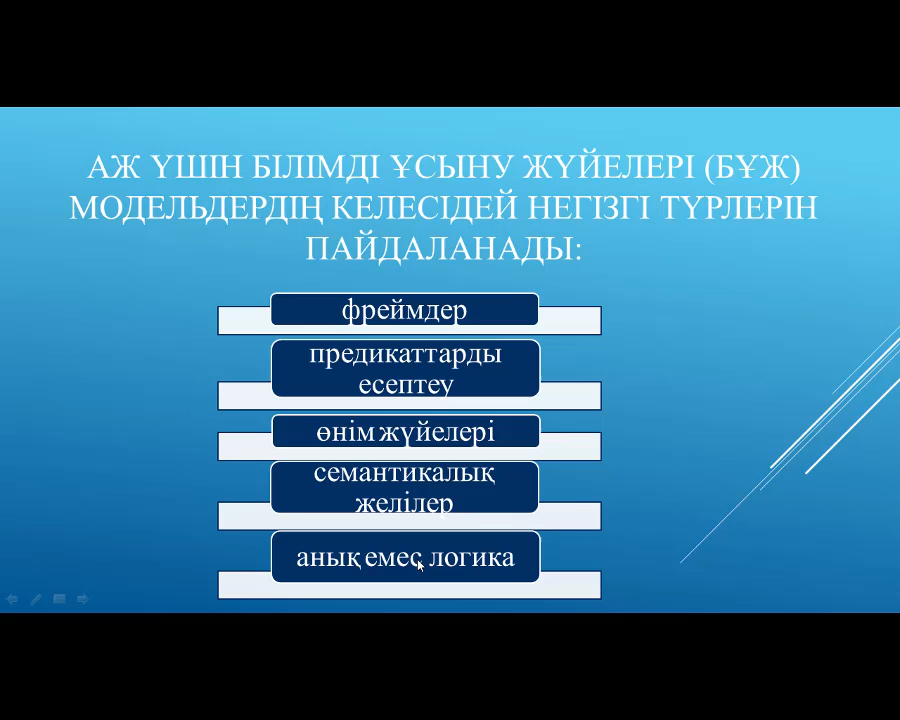 АЖ ҮШІН БІЛІМДІ ҰСЫНУ ЖҮЙЕЛЕРІ (БҰЖ)
МОДЕЛЬДЕРДІҢ КЕЛЕСІДЕЙ НЕГІЗГІ ТҮРЛЕРІН
ПАЙДАЛАНАДЫ:
фреймдер
предикаттарды
есептеу
өнім жүйелері
семантикалық
желілер
анық емес логика